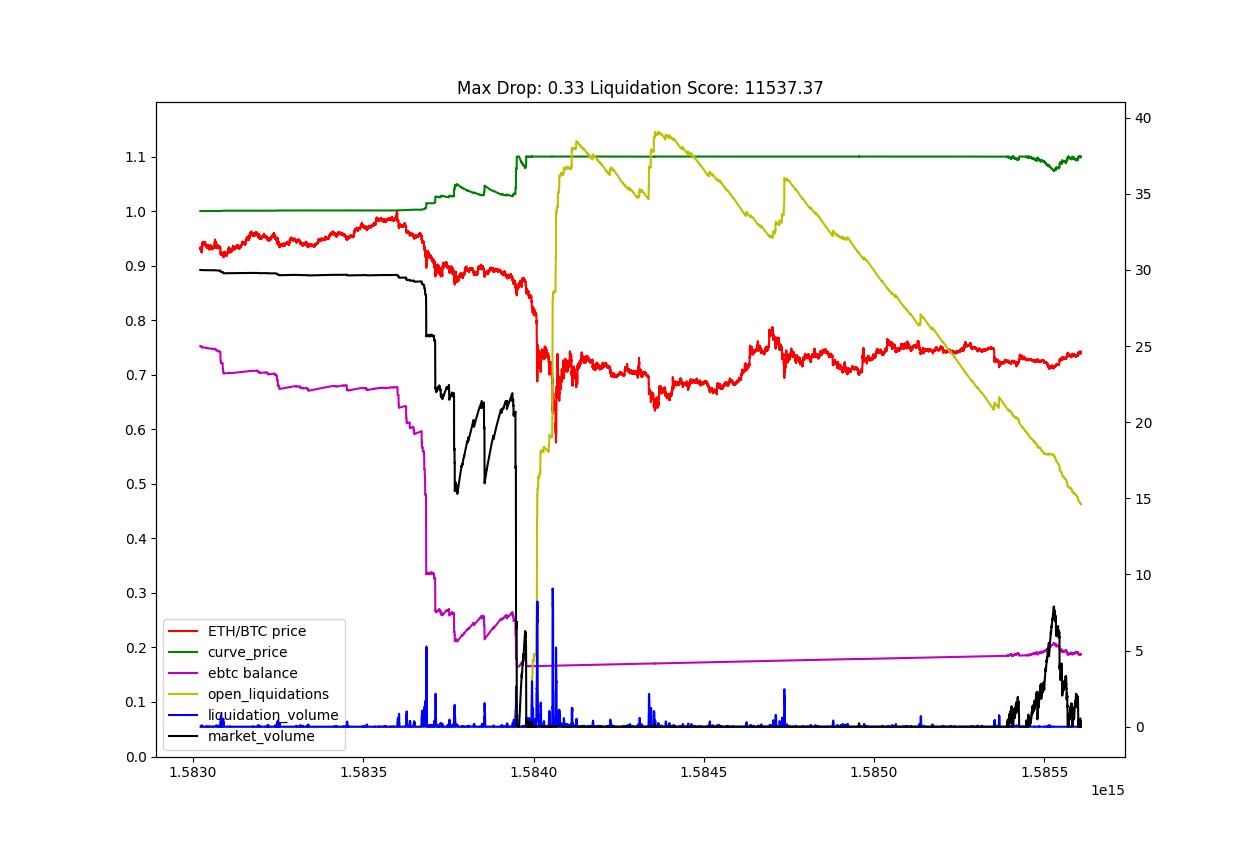 Max Drop: 0.33 Liquidation Score: 11537.37
1.1
1.0
0.9
0.8
0.7
0.6
0.5
0.4
0.3
0.2
0.1
0.0
40
35
30
25
20
15
10
5
0
ETH/BTC price
curve_price
ebtc balance
open_liquidations
liquidation_volume
market_volume
1.5830 1.5835 1.5840 1.5845 1.5850 1.5855
1e15